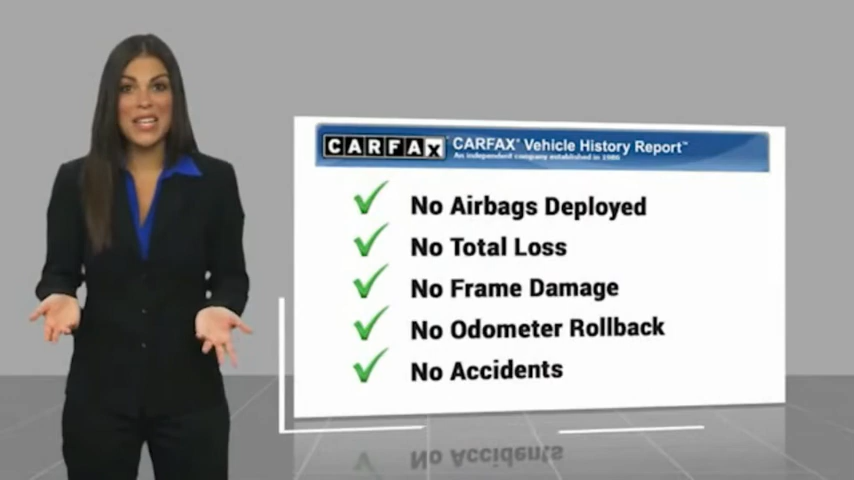 CARFAX CARFAX® Vehicle History Report™
An independent company established in 1986
No Airbags Deployed
No Total Loss
No Frame Damage
No Odometer Rollback
No Accidents
No Accidents